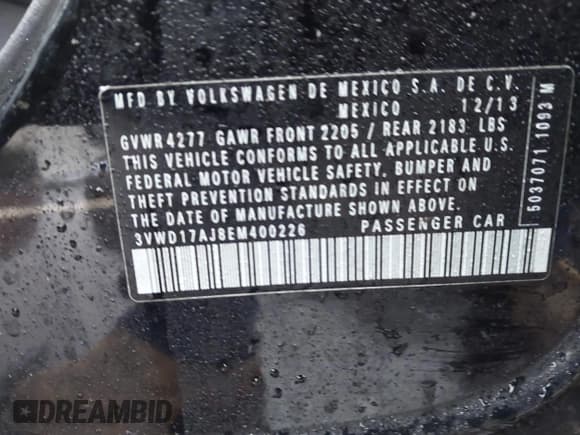 MFD BY VOLKSWAGEN DE MEXICO S.A. DE C.V.
MEXICO 12/13
GVWR 4277 GAWR FRONT 2205 / REAR 2183 LBS
THIS VEHICLE CONFORMS TO ALL APPLICABLE U.S.
FEDERAL MOTOR VEHICLE SAFETY, BUMPER AND
THEFT PREVENTION STANDARDS IN EFFECT ON
THE DATE OF MANUFACTURE SHOWN ABOVE.
3VWD17AJ8EM400226 PASSENGER CAR
5037071 1093 M
DREAMBID